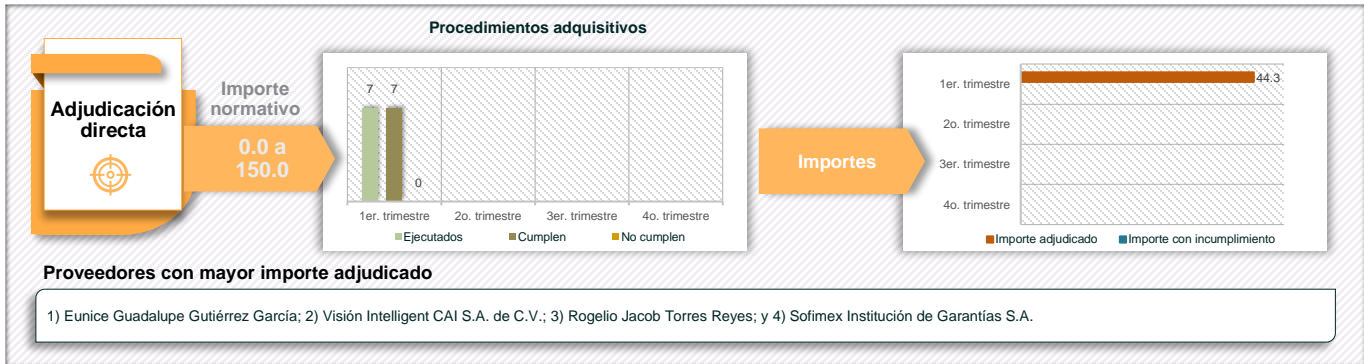 Procedimientos adquisitivos
Adjudicación
directa
Importe
normativo
0.0 a
150.0
7 7
0
1er. trimestre 2o. trimestre 3er. trimestre 4o. trimestre
Ejecutados Cumplen No cumplen
Importes
1er. trimestre 44.3
2o. trimestre
3er. trimestre
4o. trimestre
Importe adjudicado Importe con incumplimiento
Proveedores con mayor importe adjudicado
1) Eunice Guadalupe Gutiérrez García; 2) Visión Intelligent CAI S.A. de C.V.; 3) Rogelio Jacob Torres Reyes; y 4) Sofimex Institución de Garantías S.A.